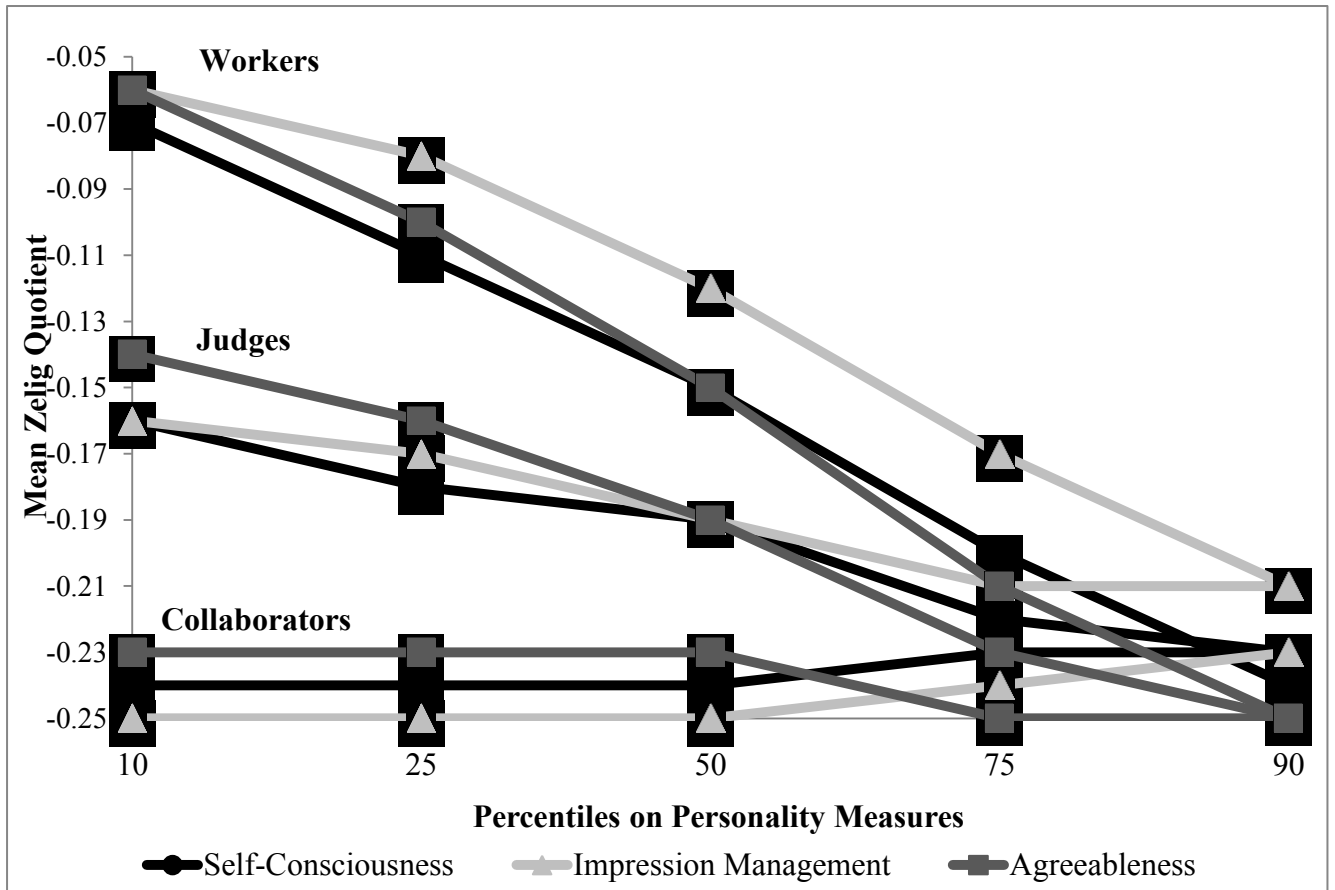 Mean Zelig Quotient
-0.05
-0.07
-0.09
-0.11
-0.13
-0.15
-0.17
-0.19
-0.21
-0.23
-0.25
Workers
Judges
Collaborators
10 25 50 75 90
Percentiles on Personality Measures
Self-Consciousness Impression Management Agreeableness